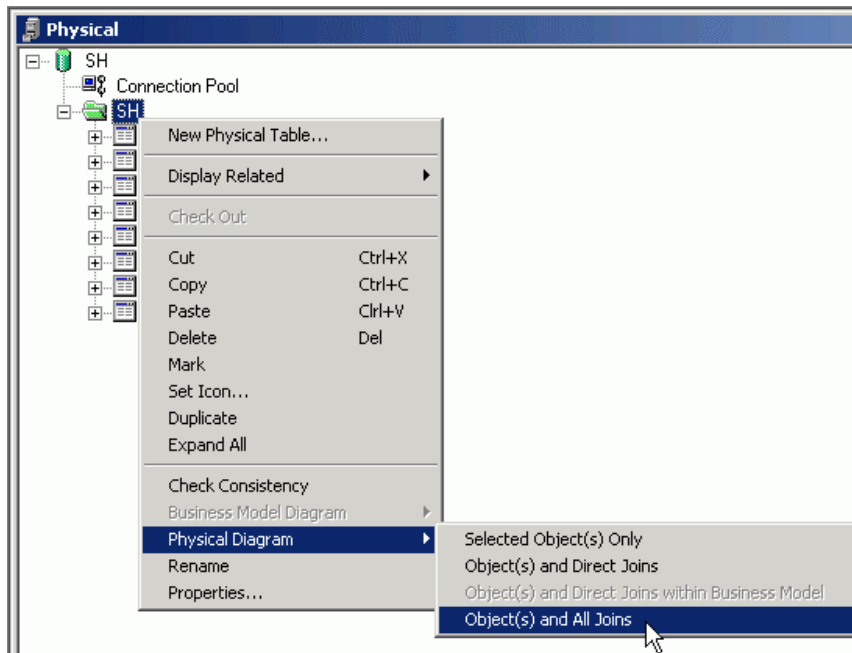 Physical
SH
Connection Pool
SH
New Physical Table...
Display Related
Check Out
Cut Ctrl+X
Copy Ctrl+C
Paste Ctrl+V
Delete Del
Mark
Set Icon...
Duplicate
Expand All
Check Consistency
Business Model Diagram
Physical Diagram
Rename
Properties...
Selected Object(s) Only
Object(s) and Direct Joins
Object(s) and Direct Joins within Business Model
Object(s) and All Joins